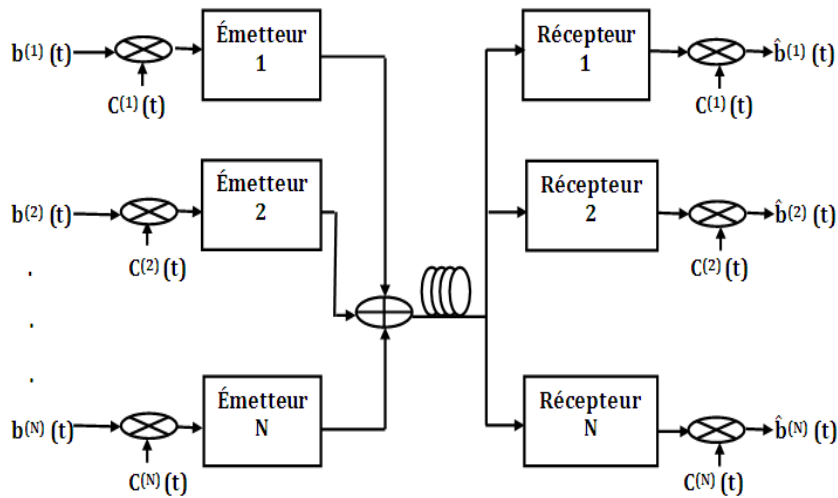 b⁽¹⁾ (t)
C⁽¹⁾ (t)
Émetteur
1
Récepteur
1
C⁽¹⁾ (t)
b̂⁽¹⁾ (t)
b⁽²⁾ (t)
C⁽²⁾ (t)
Émetteur
2
Récepteur
2
C⁽²⁾ (t)
b̂⁽²⁾ (t)
.
.
.
b⁽ᴺ⁾ (t)
C⁽ᴺ⁾ (t)
Émetteur
N
Récepteur
N
C⁽ᴺ⁾ (t)
b̂⁽ᴺ⁾ (t)